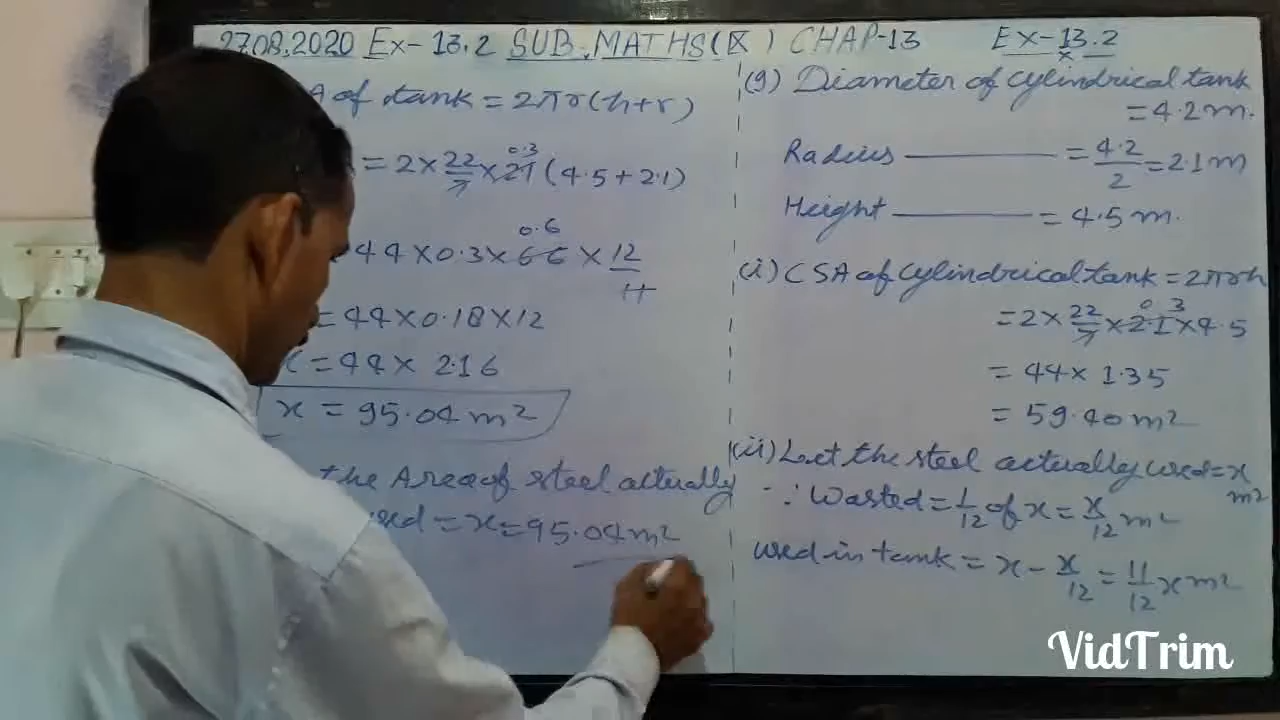 27.08.2020 Ex-13.2 SUB. MATHS (IX) CHAP-13 Ex-13.2
A of tank = 2πr(h+r)
= 2 × 22/7 × 21 (4.5 + 2.1)
0.3
44 × 0.3 × 66 × 12/11
0.6
= 44 × 0.18 × 12
x = 44 × 2.16
x = 95.04 m²
the Area of steel actually
used = x = 95.04 m²
(9) Diameter of cylindrical tank
= 4.2 m.
Radius ——— = 4.2/2 = 2.1 m
Height ——— = 4.5 m.
(i) CSA of cylindrical tank = 2πrh
= 2 × 22/7 × 2.1 × 4.5
0 3
= 44 × 1.35
= 59.40 m²
(ii) Let the steel actually used = x
m²
∵ Wasted = 1/12 of x = x/12 m²
used in tank = x - x/12 = 11/12 x m²
VidTrim